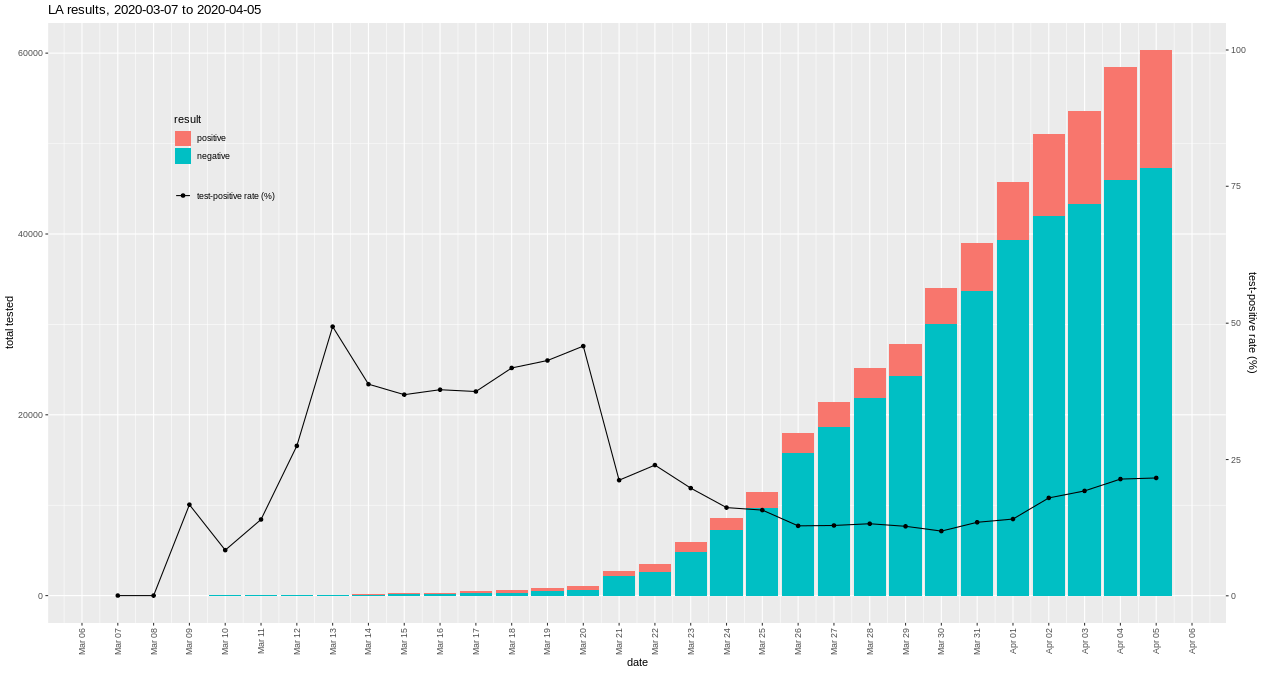 LA results, 2020-03-07 to 2020-04-05
60000
40000
20000
0
total tested
result
positive
negative
test-positive rate (%)
100
75
50
25
0
test-positive rate (%)
Mar 06
Mar 07
Mar 08
Mar 09
Mar 10
Mar 11
Mar 12
Mar 13
Mar 14
Mar 15
Mar 16
Mar 17
Mar 18
Mar 19
Mar 20
Mar 21
Mar 22
Mar 23
Mar 24
Mar 25
Mar 26
Mar 27
Mar 28
Mar 29
Mar 30
Mar 31
Apr 01
Apr 02
Apr 03
Apr 04
Apr 05
Apr 06
date